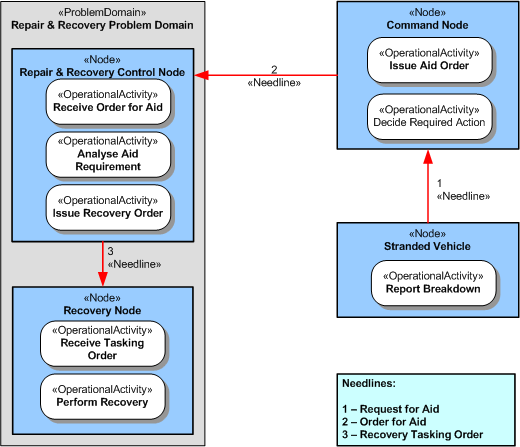 «ProblemDomain»
Repair & Recovery Problem Domain
«Node»
Repair & Recovery Control Node
«OperationalActivity»
Receive Order for Aid
«OperationalActivity»
Analyse Aid
Requirement
«OperationalActivity»
Issue Recovery Order
3
«Needline»
«Node»
Recovery Node
«OperationalActivity»
Receive Tasking
Order
«OperationalActivity»
Perform Recovery
2
«Needline»
«Node»
Command Node
«OperationalActivity»
Issue Aid Order
«OperationalActivity»
Decide Required Action
1
«Needline»
«Node»
Stranded Vehicle
«OperationalActivity»
Report Breakdown
Needlines:
1 – Request for Aid
2 – Order for Aid
3 – Recovery Tasking Order